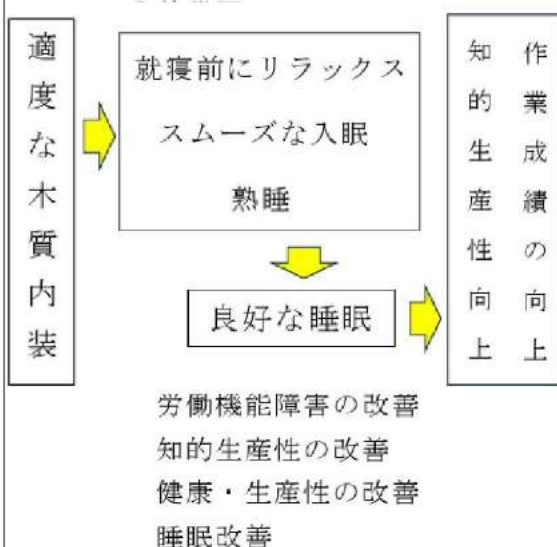 適度な木質内装
就寝前にリラックス
スムーズな入眠
熟睡
良好な睡眠
作業成績の向上
知的生産性向上
労働機能障害の改善
知的生産性の改善
健康・生産性の改善
睡眠改善